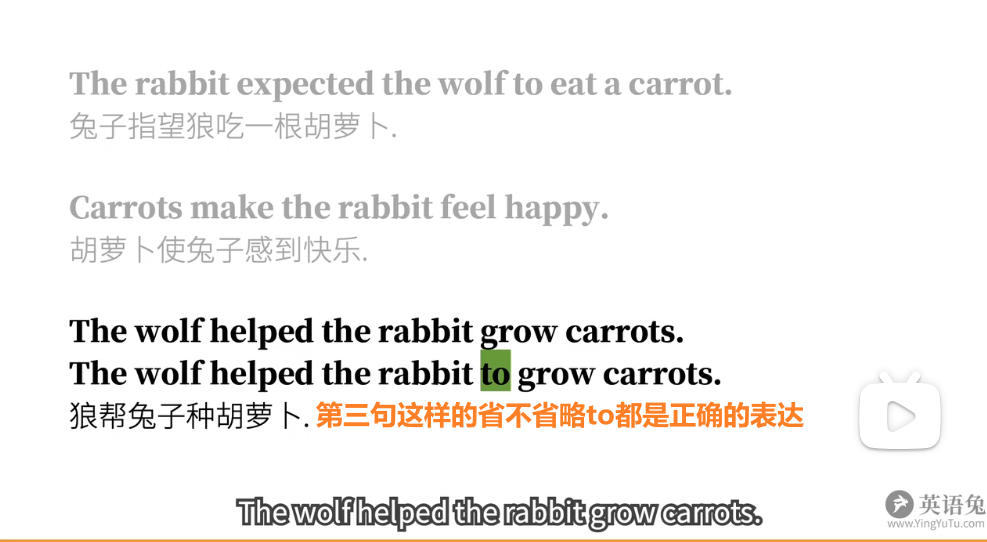 The rabbit expected the wolf to eat a carrot.
兔子指望狼吃一根胡萝卜.
Carrots make the rabbit feel happy.
胡萝卜使兔子感到快乐.
The wolf helped the rabbit grow carrots.
The wolf helped the rabbit to grow carrots.
狼帮兔子种胡萝卜. 第三句这样的省不省略to都是正确的表达
The wolf helped the rabbit grow carrots.
英语兔
www.YingYuTu.com